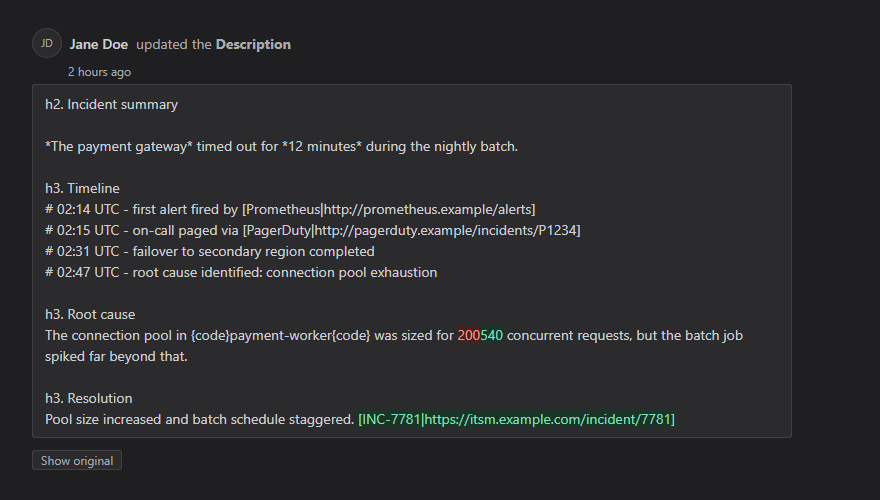 JD Jane Doe updated the Description
2 hours ago
h2. Incident summary
*The payment gateway* timed out for *12 minutes* during the nightly batch.
h3. Timeline
# 02:14 UTC - first alert fired by [Prometheus|http://prometheus.example/alerts]
# 02:15 UTC - on-call paged via [PagerDuty|http://pagerduty.example/incidents/P1234]
# 02:31 UTC - failover to secondary region completed
# 02:47 UTC - root cause identified: connection pool exhaustion
h3. Root cause
The connection pool in {code}payment-worker{code} was sized for 200540 concurrent requests, but the batch job
spiked far beyond that.
h3. Resolution
Pool size increased and batch schedule staggered. [INC-7781|https://itsm.example.com/incident/7781]
Show original